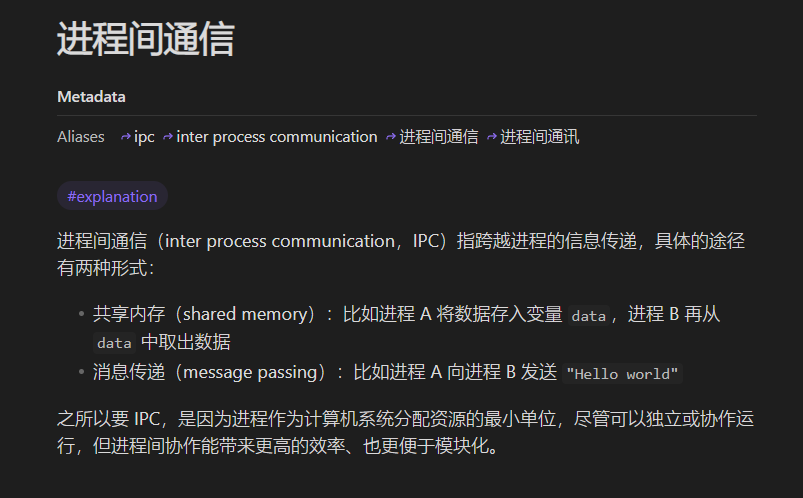 进程间通信
Metadata
Aliases ipc inter process communication 进程间通信 进程间通讯
#explanation
进程间通信（inter process communication，IPC）指跨越进程的信息传递，具体的途径
有两种形式：
共享内存（shared memory）：比如进程 A 将数据存入变量 data，进程 B 再从
data 中取出数据
消息传递（message passing）：比如进程 A 向进程 B 发送 "Hello world"
之所以要 IPC，是因为进程作为计算机系统分配资源的最小单位，尽管可以独立或协作运
行，但进程间协作能带来更高的效率、也更便于模块化。